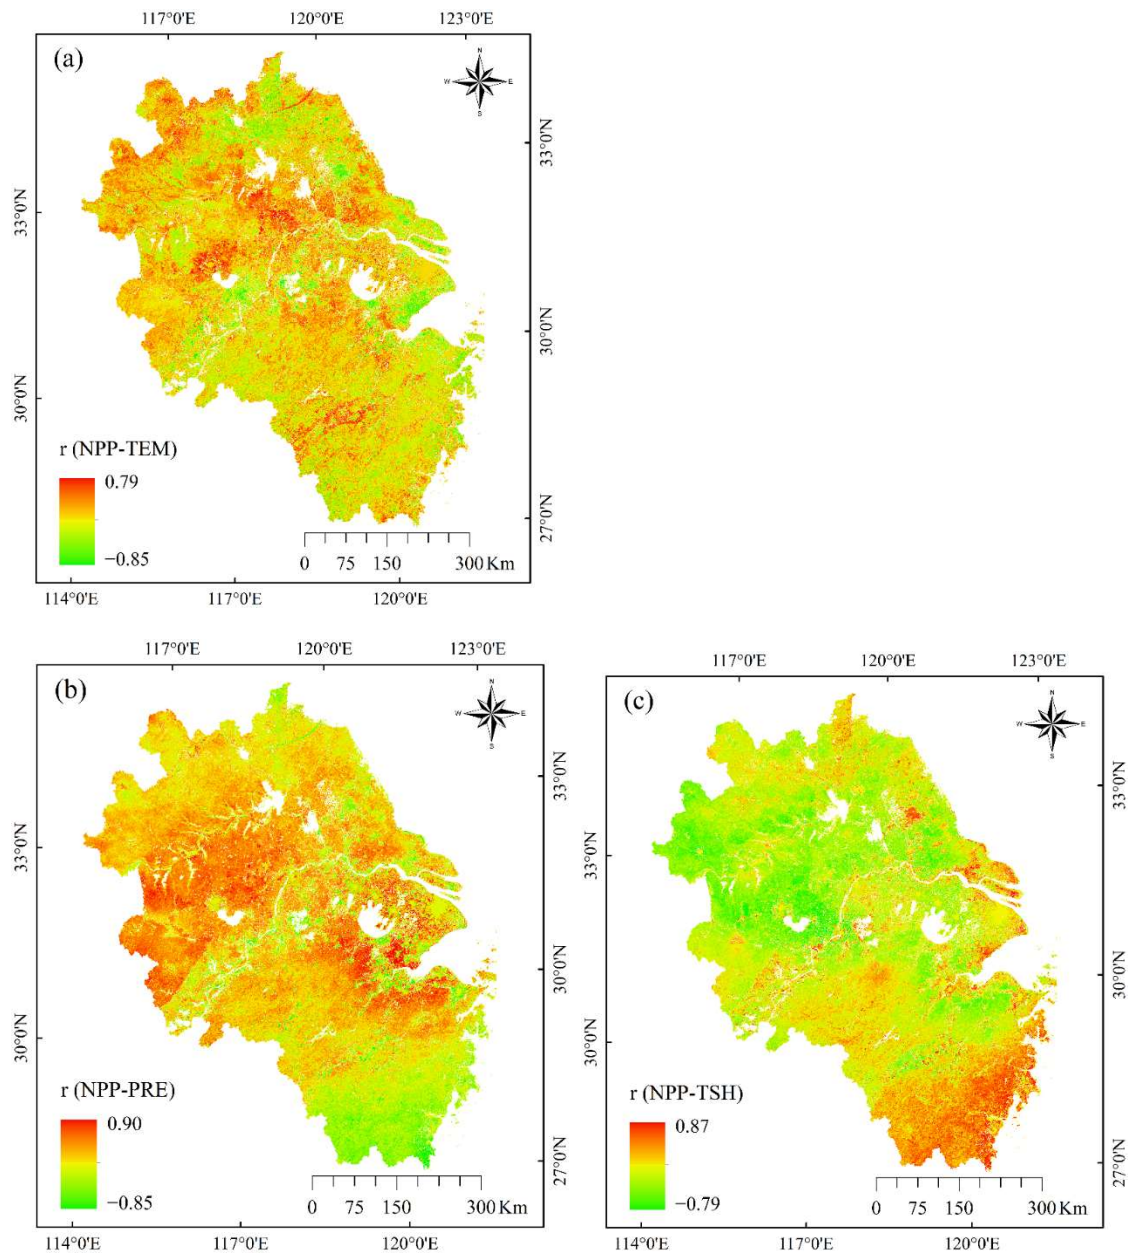 117°0'E 120°0'E 123°0'E
(a)
N
W E
S
33°0'N
33°0'N
30°0'N
30°0'N
r (NPP-TEM)
0.79
−0.85
27°0'N
0 75 150 300 Km
114°0'E 117°0'E 120°0'E
117°0'E 120°0'E 123°0'E
(b)
N
W E
S
33°0'N
33°0'N
30°0'N
30°0'N
r (NPP-PRE)
0.90
−0.85
27°0'N
0 75 150 300 Km
114°0'E 117°0'E 120°0'E
117°0'E 120°0'E 123°0'E
(c)
N
W E
S
33°0'N
33°0'N
30°0'N
30°0'N
r (NPP-TSH)
0.87
−0.79
27°0'N
0 75 150 300 Km
114°0'E 117°0'E 120°0'E